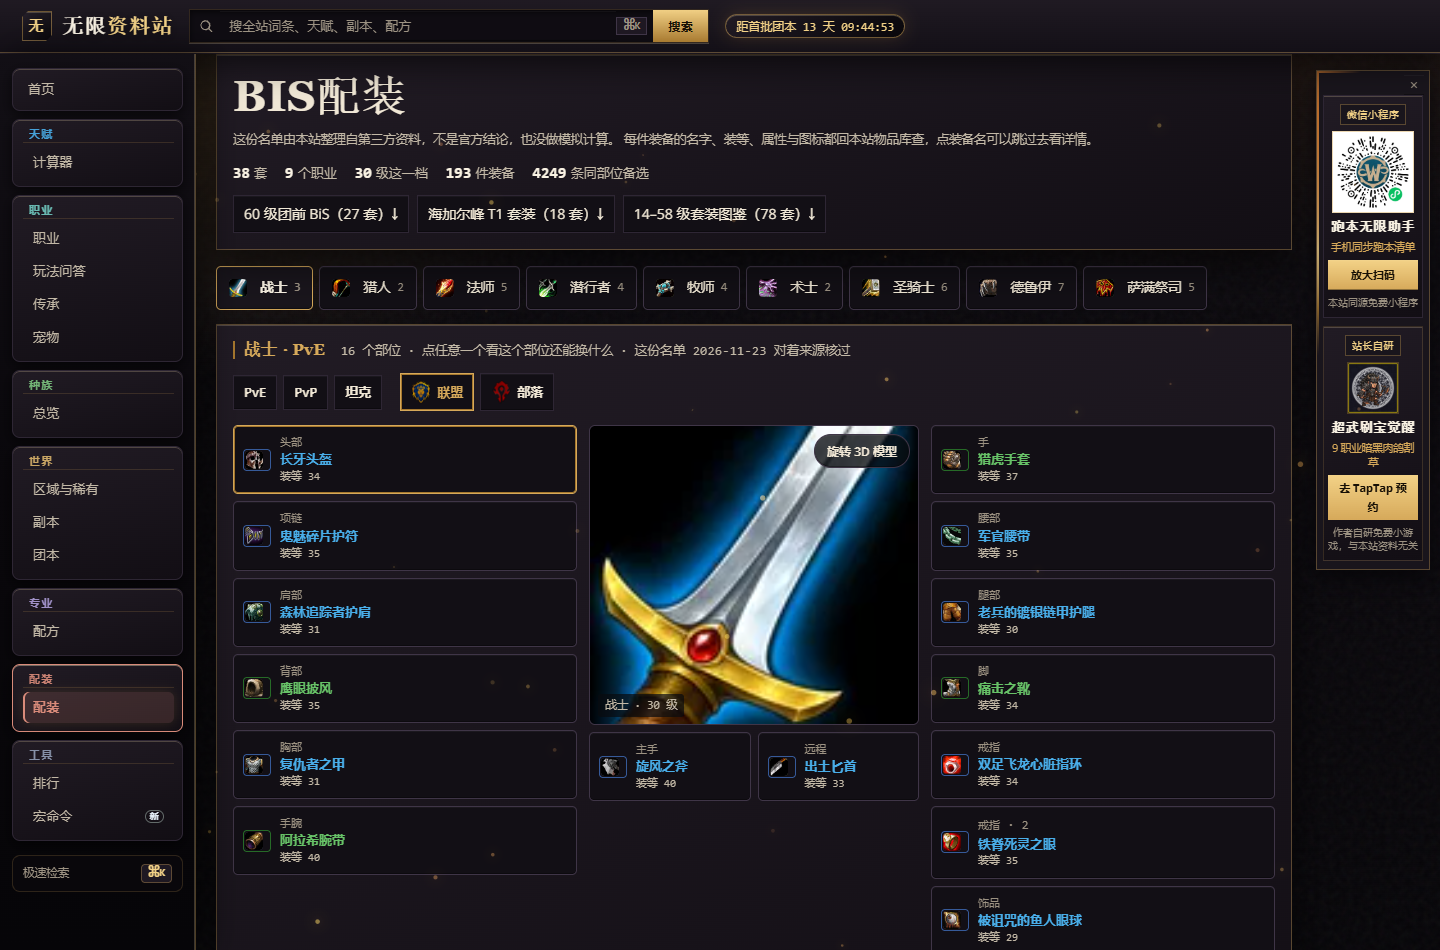 无 无限资料站
搜全站词条、天赋、副本、配方 ⌘K 搜索
距首批团本 13 天 09:44:53
首页
天赋
计算器
职业
职业
玩法问答
传承
宠物
种族
总览
世界
区域与稀有
副本
团本
专业
配方
配装
配装
工具
排行
宏命令 新
极速检索 ⌘K
BIS配装
这份名单由本站整理自第三方资料，不是官方结论，也没做模拟计算。 每件装备的名字、装等、属性与图标都回本站物品库查，点装备名可以跳过去看详情。
38 套 9 个职业 30 级这一档 193 件装备 4249 条同部位备选
60 级团前 BiS（27 套）↓ 海加尔峰 T1 套装（18 套）↓ 14–58 级套装图鉴（78 套）↓
战士 3 猎人 2 法师 5 潜行者 4 牧师 4 术士 2 圣骑士 6 德鲁伊 7 萨满祭司 5
战士 · PvE 16 个部位 · 点任意一个看这个部位还能换什么 · 这份名单 2026-11-23 对着来源核过
PvE PvP 坦克 联盟 部落
头部
长牙头盔
装等 34
项链
鬼魅碎片护符
装等 35
肩部
森林追踪者护肩
装等 31
背部
鹰眼披风
装等 35
胸部
复仇者之甲
装等 31
手腕
阿拉希腕带
装等 40
旋转 3D 模型
战士 · 30 级
主手
旋风之斧
装等 40
远程
出土匕首
装等 33
手
猎虎手套
装等 37
腰部
军官腰带
装等 35
腿部
老兵的镀银链甲护腿
装等 30
脚
痛击之靴
装等 34
戒指
双足飞龙心脏指环
装等 34
戒指 · 2
铁脊死灵之眼
装等 35
饰品
被诅咒的鱼人眼球
装等 29
×
微信小程序
跑本无限助手
手机同步跑本清单
放大扫码
本站同源免费小程序
站长自研
超武刷宝觉醒
9 职业暗黑肉鸽割
草
去 TapTap 预
约
作者自研免费小游
戏，与本站资料无关